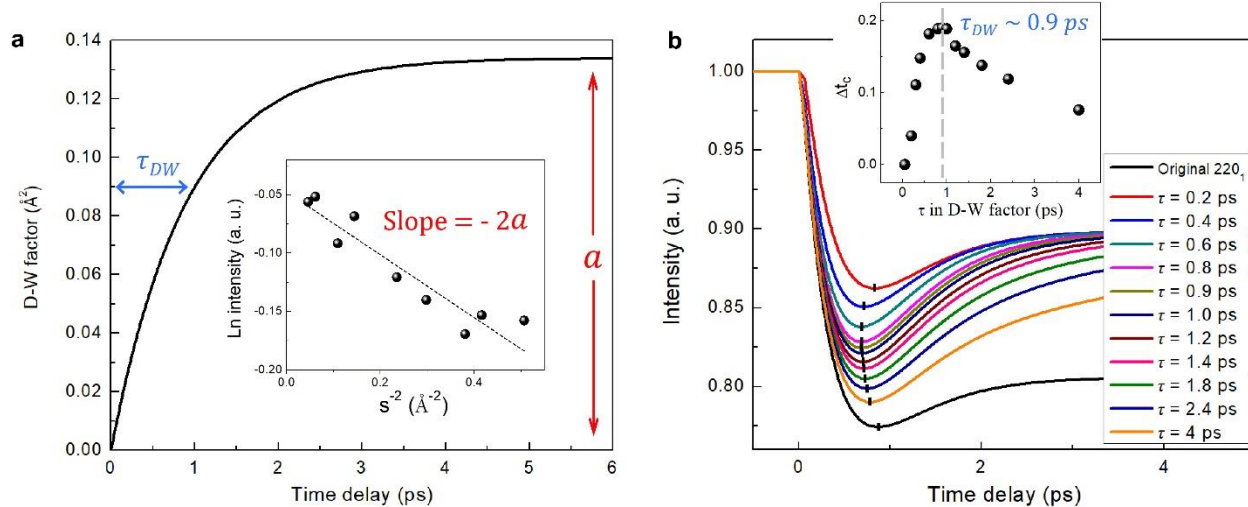 a
0.14
0.12
0.10
0.08
0.06
0.04
0.02
0.00
D-W factor (Å²)
τ_DW
a
0 1 2 3 4 5 6
Time delay (ps)
-0.05
-0.10
-0.15
-0.20
Ln intensity (a. u.)
Slope = - 2a
0.0 0.2 0.4
s⁻² (Å⁻²)
b
1.00
0.95
0.90
0.85
0.80
Intensity (a. u.)
0 2 4
Time delay (ps)
0.2
0.1
0.0
Δt_c
τ_DW ~ 0.9 ps
0 1 2 3 4
τ in D-W factor (ps)
Original 220₁
τ = 0.2 ps
τ = 0.4 ps
τ = 0.6 ps
τ = 0.8 ps
τ = 0.9 ps
τ = 1.0 ps
τ = 1.2 ps
τ = 1.4 ps
τ = 1.8 ps
τ = 2.4 ps
τ = 4 ps